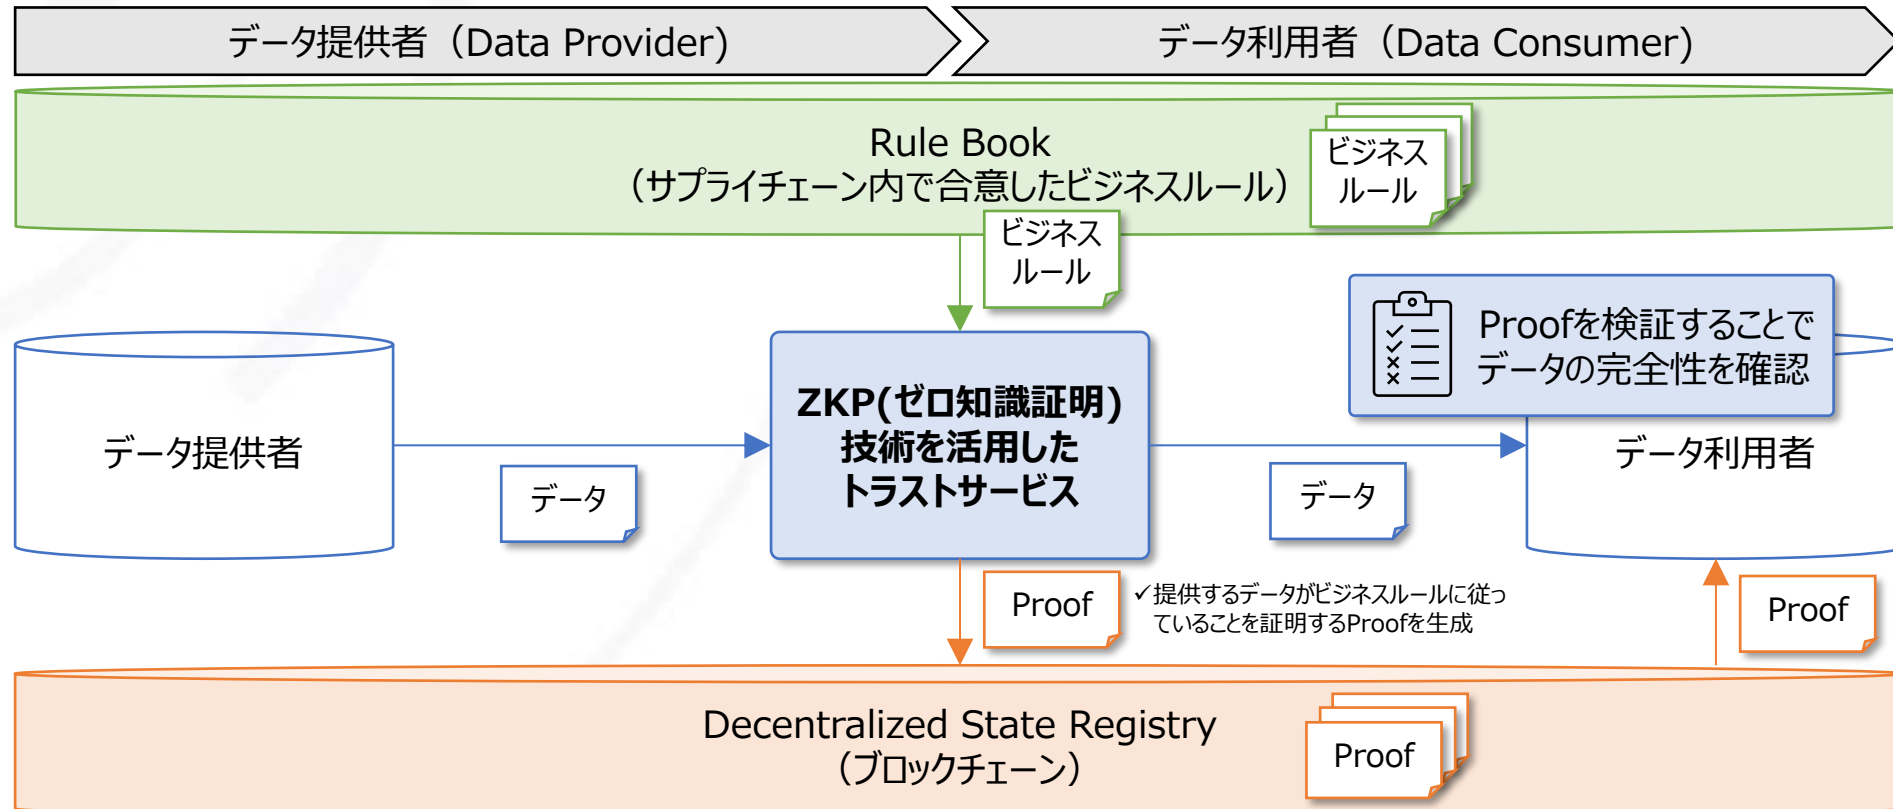 データ提供者（Data Provider)
データ利用者（Data Consumer)
Rule Book
（サプライチェーン内で合意したビジネスルール）
ビジネス
ルール
ビジネス
ルール
Proofを検証することで
データの完全性を確認
データ提供者
データ
ZKP(ゼロ知識証明)
技術を活用した
トラストサービス
データ
データ利用者
Proof
✓提供するデータがビジネスルールに従っ
ていることを証明するProofを生成
Proof
Decentralized State Registry
（ブロックチェーン）
Proof